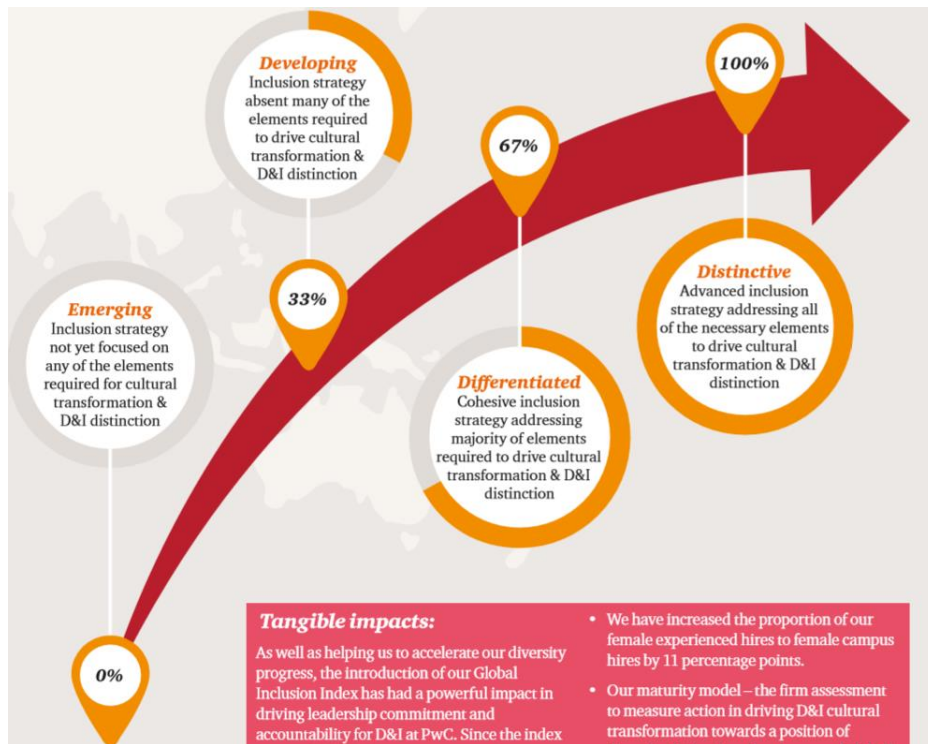 Developing
Inclusion strategy
absent many of the
elements required
to drive cultural
transformation &
D&I distinction
100%
67%
33%
Emerging
Inclusion strategy
not yet focused on
any of the elements
required for cultural
transformation &
D&I distinction
Differentiated
Cohesive inclusion
strategy addressing
majority of elements
required to drive cultural
transformation & D&I
distinction
Distinctive
Advanced inclusion
strategy addressing all
of the necessary elements
to drive cultural
transformation & D&I
distinction
0%
Tangible impacts:
As well as helping us to accelerate our diversity
progress, the introduction of our Global
Inclusion Index has had a powerful impact in
driving leadership commitment and
accountability for D&I at PwC. Since the index
• We have increased the proportion of our
female experienced hires to female campus
hires by 11 percentage points.
• Our maturity model – the firm assessment
to measure action in driving D&I cultural
transformation towards a position of